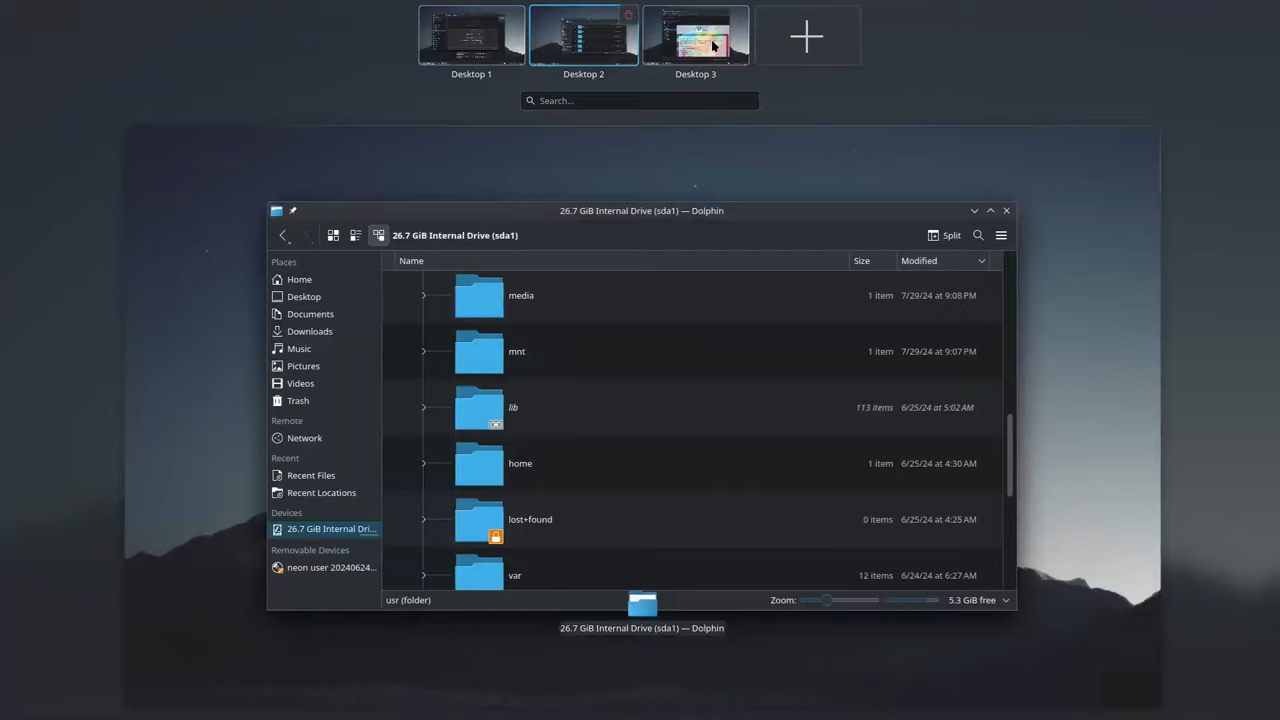 Desktop 1
Desktop 2
Desktop 3
Search...
26.7 GiB Internal Drive (sda1) — Dolphin
26.7 GiB Internal Drive (sda1)
Split
Places
Home
Desktop
Documents
Downloads
Music
Pictures
Videos
Trash
Remote
Network
Recent
Recent Files
Recent Locations
Devices
26.7 GiB Internal Dri...
Removable Devices
neon user 20240624...
Name Size Modified
media 1 item 7/29/24 at 9:08 PM
mnt 1 item 7/29/24 at 9:07 PM
lib 113 items 6/25/24 at 5:02 AM
home 1 item 6/25/24 at 4:30 AM
lost+found 0 items 6/25/24 at 4:25 AM
var 12 items 6/24/24 at 6:27 AM
usr (folder) Zoom: 5.3 GiB free
26.7 GiB Internal Drive (sda1) — Dolphin